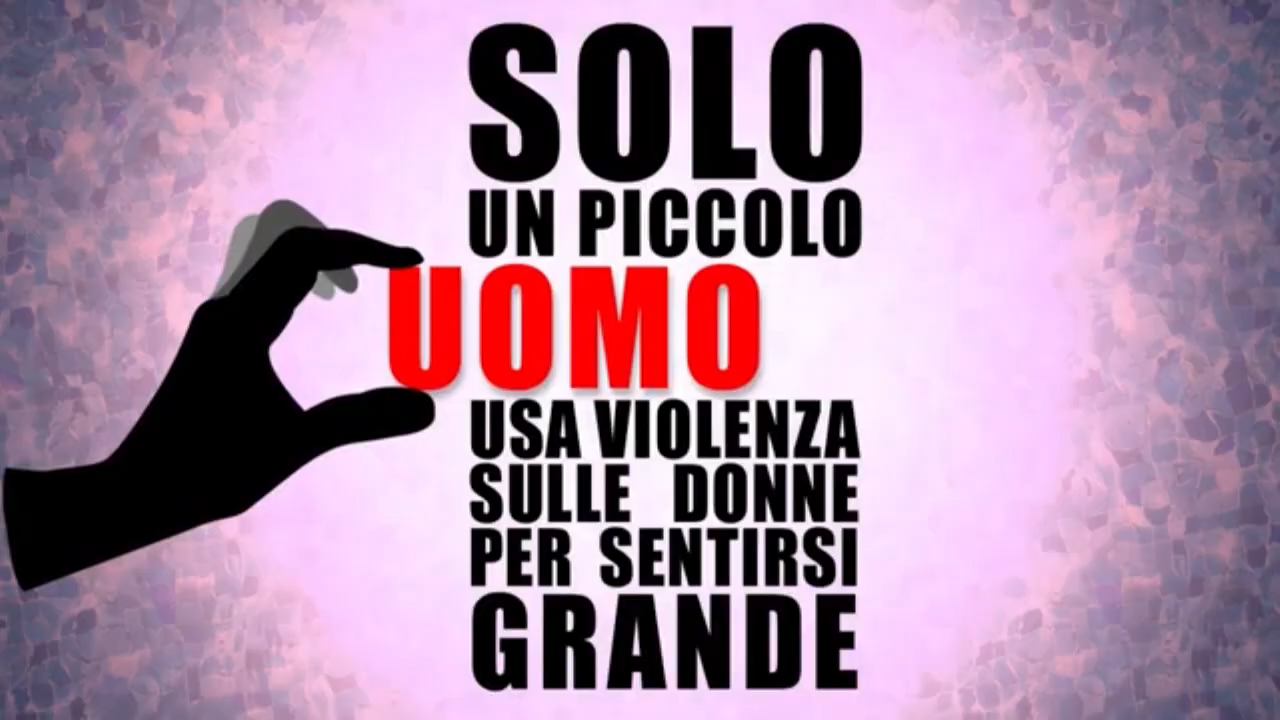 SOLO
UN PICCOLO
UOMO
USA VIOLENZA
SULLE DONNE
PER SENTIRSI
GRANDE